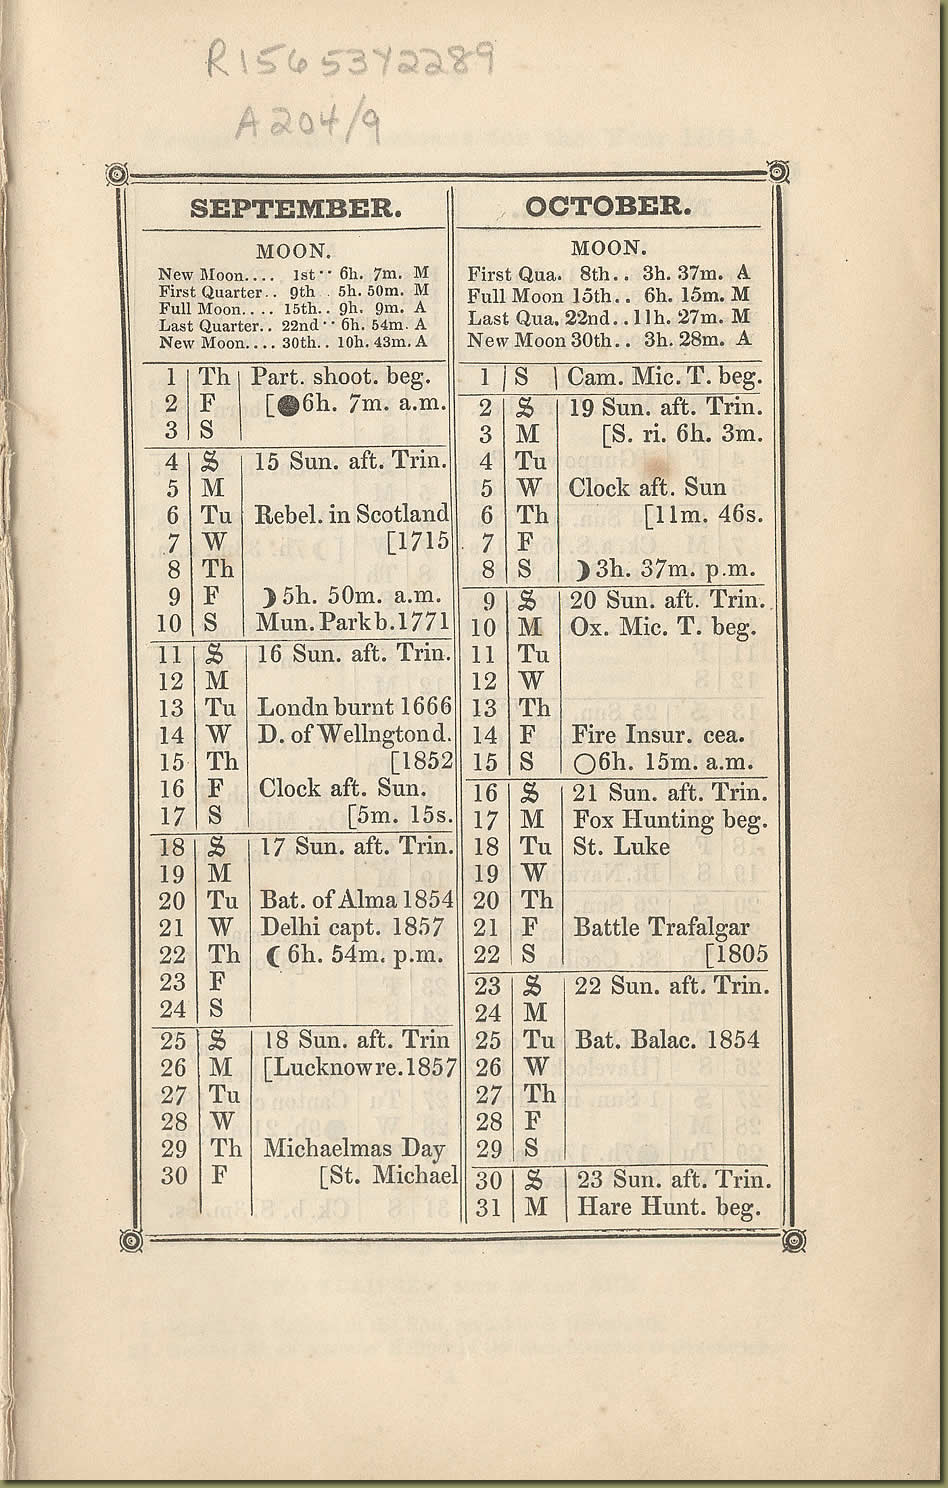 R1565342289
A204/9
SEPTEMBER.
MOON.
New Moon.... 1st.. 6h. 7m. M
First Quarter.. 9th . 5h. 50m. M
Full Moon.... 15th.. 9h. 9m. A
Last Quarter.. 22nd.. 6h. 54m. A
New Moon.... 30th.. 10h. 43m. A
1 Th Part. shoot. beg.
2 F [●6h. 7m. a.m.
3 S
4 S 15 Sun. aft. Trin.
5 M
6 Tu Rebel. in Scotland
7 W [1715
8 Th
9 F ☽5h. 50m. a.m.
10 S Mun. Park b. 1771
11 S 16 Sun. aft. Trin.
12 M
13 Tu Londn burnt 1666
14 W D. of Wellngton d.
15 Th [1852
16 F Clock aft. Sun.
17 S [5m. 15s.
18 S 17 Sun. aft. Trin.
19 M
20 Tu Bat. of Alma 1854
21 W Delhi capt. 1857
22 Th ☾ 6h. 54m. p.m.
23 F
24 S
25 S 18 Sun. aft. Trin
26 M [Lucknow re. 1857
27 Tu
28 W
29 Th Michaelmas Day
30 F [St. Michael
OCTOBER.
MOON.
First Qua. 8th.. 3h. 37m. A
Full Moon 15th.. 6h. 15m. M
Last Qua. 22nd.. 11h. 27m. M
New Moon 30th.. 3h. 28m. A
1 S Cam. Mic. T. beg.
2 S 19 Sun. aft. Trin.
3 M [S. ri. 6h. 3m.
4 Tu
5 W Clock aft. Sun
6 Th [11m. 46s.
7 F
8 S ☽3h. 37m. p.m.
9 S 20 Sun. aft. Trin.
10 M Ox. Mic. T. beg.
11 Tu
12 W
13 Th
14 F Fire Insur. cea.
15 S ○6h. 15m. a.m.
16 S 21 Sun. aft. Trin.
17 M Fox Hunting beg.
18 Tu St. Luke
19 W
20 Th
21 F Battle Trafalgar
22 S [1805
23 S 22 Sun. aft. Trin.
24 M
25 Tu Bat. Balac. 1854
26 W
27 Th
28 F
29 S
30 S 23 Sun. aft. Trin.
31 M Hare Hunt. beg.